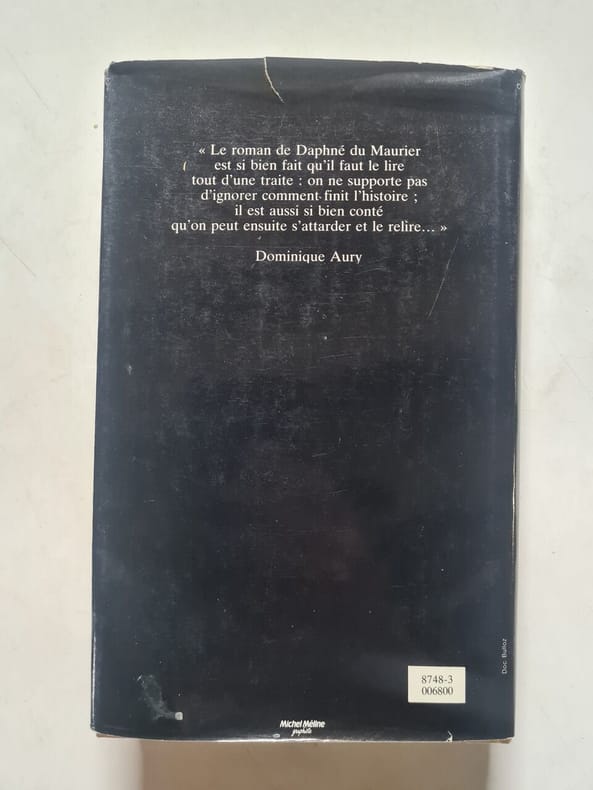 « Le roman de Daphné du Maurier
est si bien fait qu'il faut le lire
tout d'une traite : on ne supporte pas
d'ignorer comment finit l'histoire ;
il est aussi si bien conté
qu'on peut ensuite s'attarder et le relire... »
Dominique Aury
Doc Bulloz
8748-3
006800
Michel Méline
graphiste